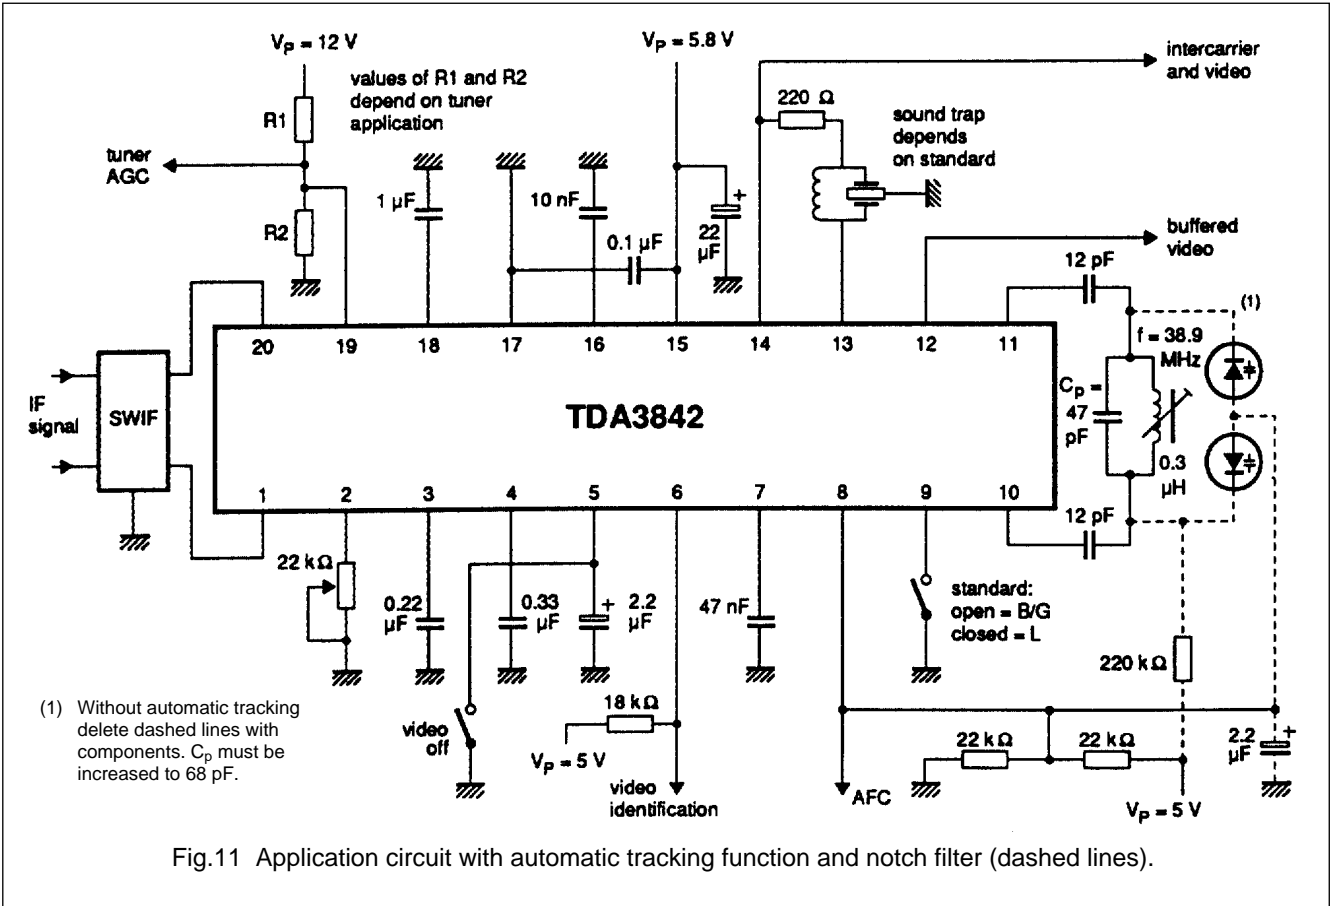 V_P = 12 V
V_P = 5.8 V
intercarrier
and video
values of R1 and R2
depend on tuner
application
220 Ω
sound trap
depends
on standard
R1
tuner
AGC
1 µF
10 nF
+
22
µF
R2
0.1 µF
buffered
video
12 pF
(1)
20 19 18 17 16 15 14 13 12 11
f = 38.9
MHz
C_p =
47
pF
IF
signal
SWIF
TDA3842
0.3
µH
1 2 3 4 5 6 7 8 9 10
12 pF
22 kΩ
0.22
µF
0.33
µF
2.2
µF
+
47 nF
standard:
open = B/G
closed = L
220 kΩ
(1) Without automatic tracking
delete dashed lines with
components. C_p must be
increased to 68 pF.
video
off
18 kΩ
V_P = 5 V
22 kΩ
22 kΩ
2.2
µF
+
video
identification
AFC
V_P = 5 V
Fig.11 Application circuit with automatic tracking function and notch filter (dashed lines).